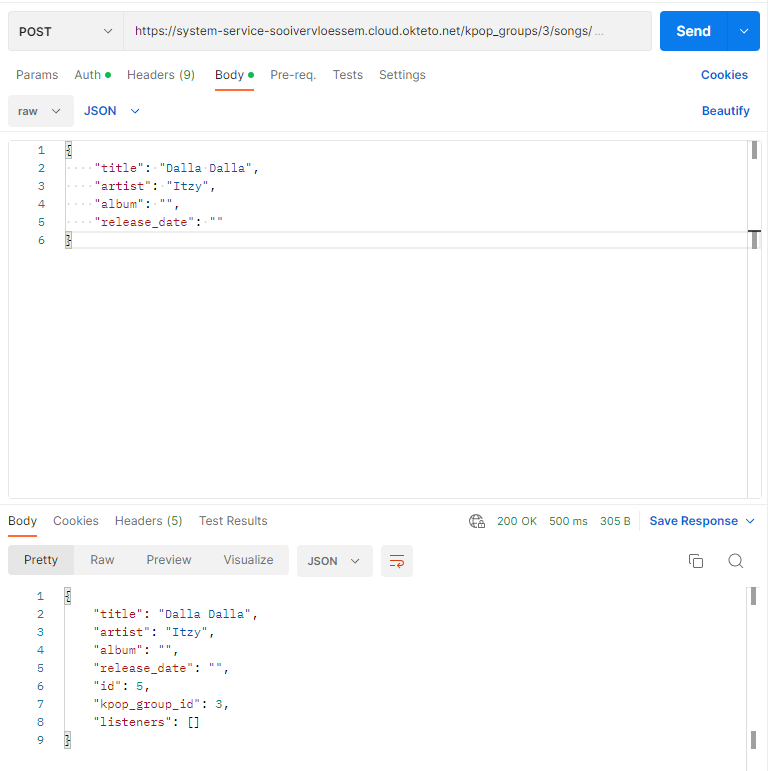 POST https://system-service-sooivervloessem.cloud.okteto.net/kpop_groups/3/songs/ ... Send
Params Auth Headers (9) Body Pre-req. Tests Settings Cookies
raw JSON Beautify
1 {
2 "title": "Dalla Dalla",
3 "artist": "Itzy",
4 "album": "",
5 "release_date": ""
6 }
Body Cookies Headers (5) Test Results 200 OK 500 ms 305 B Save Response
Pretty Raw Preview Visualize JSON
1 {
2 "title": "Dalla Dalla",
3 "artist": "Itzy",
4 "album": "",
5 "release_date": "",
6 "id": 5,
7 "kpop_group_id": 3,
8 "listeners": []
9 }